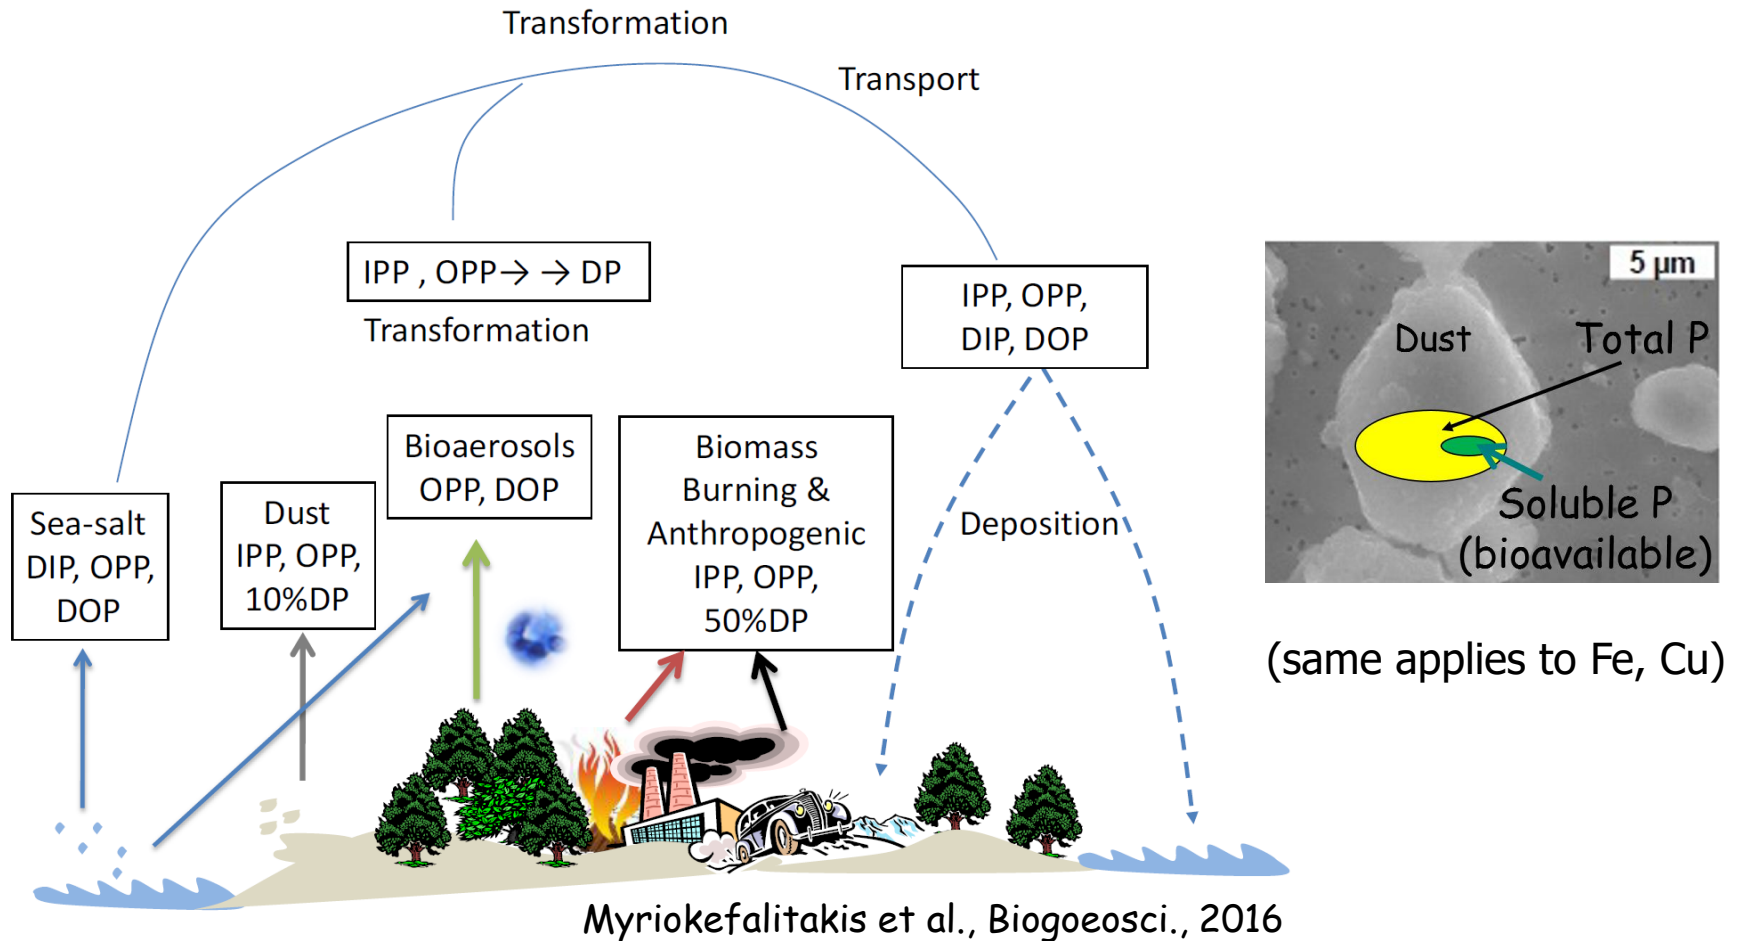 Transformation
Transport
IPP , OPP→ → DP
Transformation
IPP, OPP,
DIP, DOP
Bioaerosols
OPP, DOP
Biomass
Burning &
Anthropogenic
IPP, OPP,
50%DP
Sea-salt
DIP, OPP,
DOP
Dust
IPP, OPP,
10%DP
Deposition
5 µm
Dust
Total P
Soluble P
(bioavailable)
(same applies to Fe, Cu)
Myriokefalitakis et al., Biogoeosci., 2016